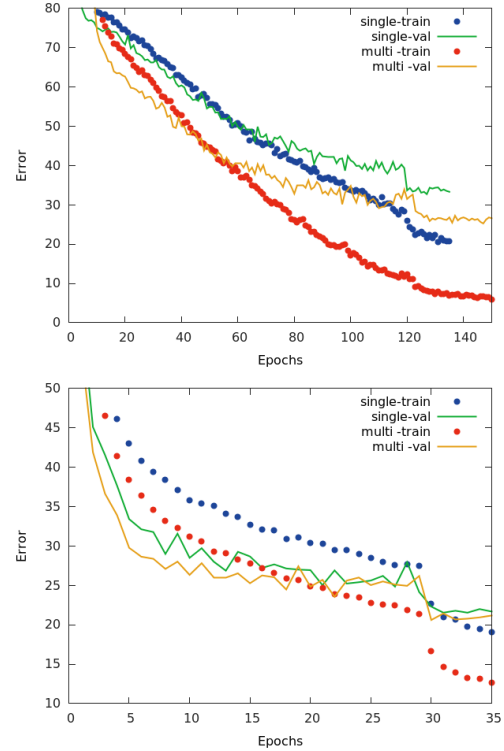 80
70
60
50
40
30
20
10
0
Error
single-train
single-val
multi -train
multi -val
0 20 40 60 80 100 120 140
Epochs
50
45
40
35
30
25
20
15
10
Error
single-train
single-val
multi -train
multi -val
0 5 10 15 20 25 30 35
Epochs